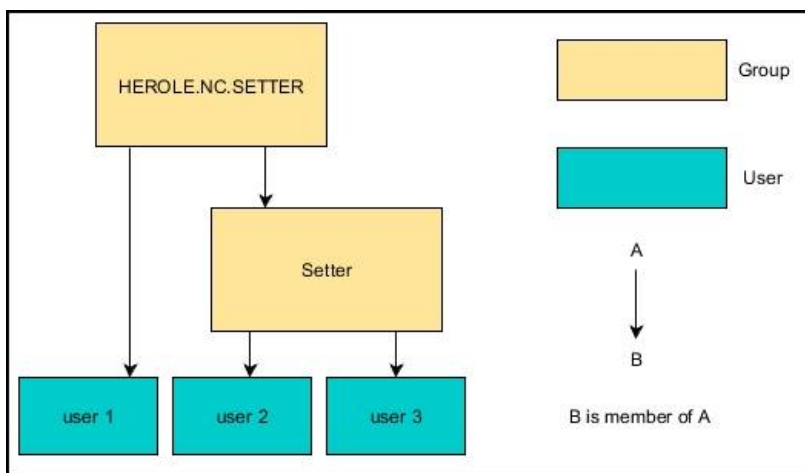 HEROLE.NC.SETTER
Group
User
Setter
A
B
user 1
user 2
user 3
B is member of A